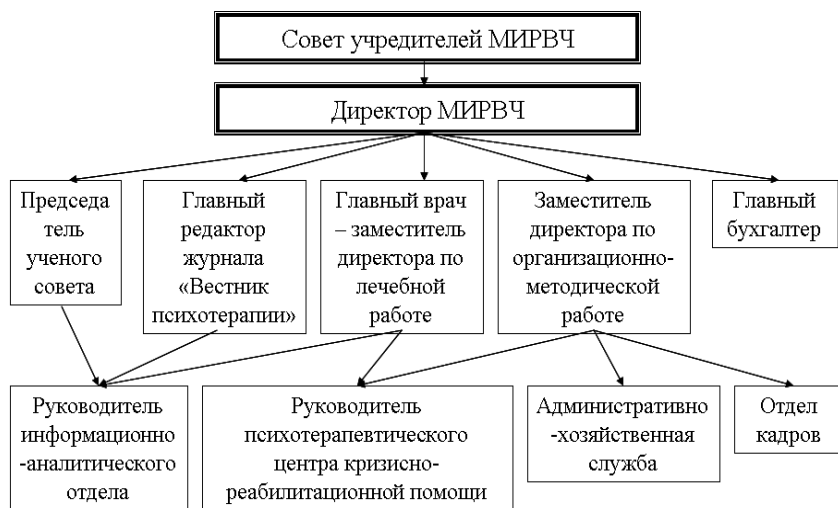 Совет учредителей МИРВЧ
Директор МИРВЧ
Председа
тель
ученого
совета
Главный
редактор
журнала
«Вестник
психотерапии»
Главный врач
– заместитель
директора по
лечебной
работе
Заместитель
директора по
организационно-
методической
работе
Главный
бухгалтер
Руководитель
информационно
-аналитического
отдела
Руководитель
психотерапевтического
центра кризисно-
реабилитационной помощи
Административно
-хозяйственная
служба
Отдел
кадров